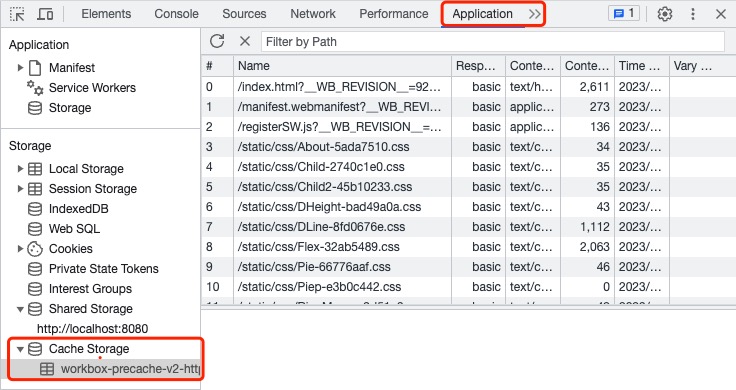 Elements Console Sources Network Performance Application 1
Application
Manifest
Service Workers
Storage
Storage
Local Storage
Session Storage
IndexedDB
Web SQL
Cookies
Private State Tokens
Interest Groups
Shared Storage
http://localhost:8080
Cache Storage
workbox-precache-v2-http
Filter by Path
# Name Resp… Conte… Conte… Time … Vary …
0 /index.html?__WB_REVISION__=92… basic text/h… 2,611 2023/…
1 /manifest.webmanifest?__WB_REVI… basic applic… 273 2023/…
2 /registerSW.js?__WB_REVISION__=… basic applic… 136 2023/…
3 /static/css/About-5ada7510.css basic text/c… 34 2023/…
4 /static/css/Child-2740c1e0.css basic text/c… 35 2023/…
5 /static/css/Child2-45b10233.css basic text/c… 35 2023/…
6 /static/css/DHeight-bad49a0a.css basic text/c… 43 2023/…
7 /static/css/DLine-8fd0676e.css basic text/c… 1,112 2023/…
8 /static/css/Flex-32ab5489.css basic text/c… 2,063 2023/…
9 /static/css/Pie-66776aaf.css basic text/c… 46 2023/…
10 /static/css/Piep-e3b0c442.css basic text/c… 0 2023/…